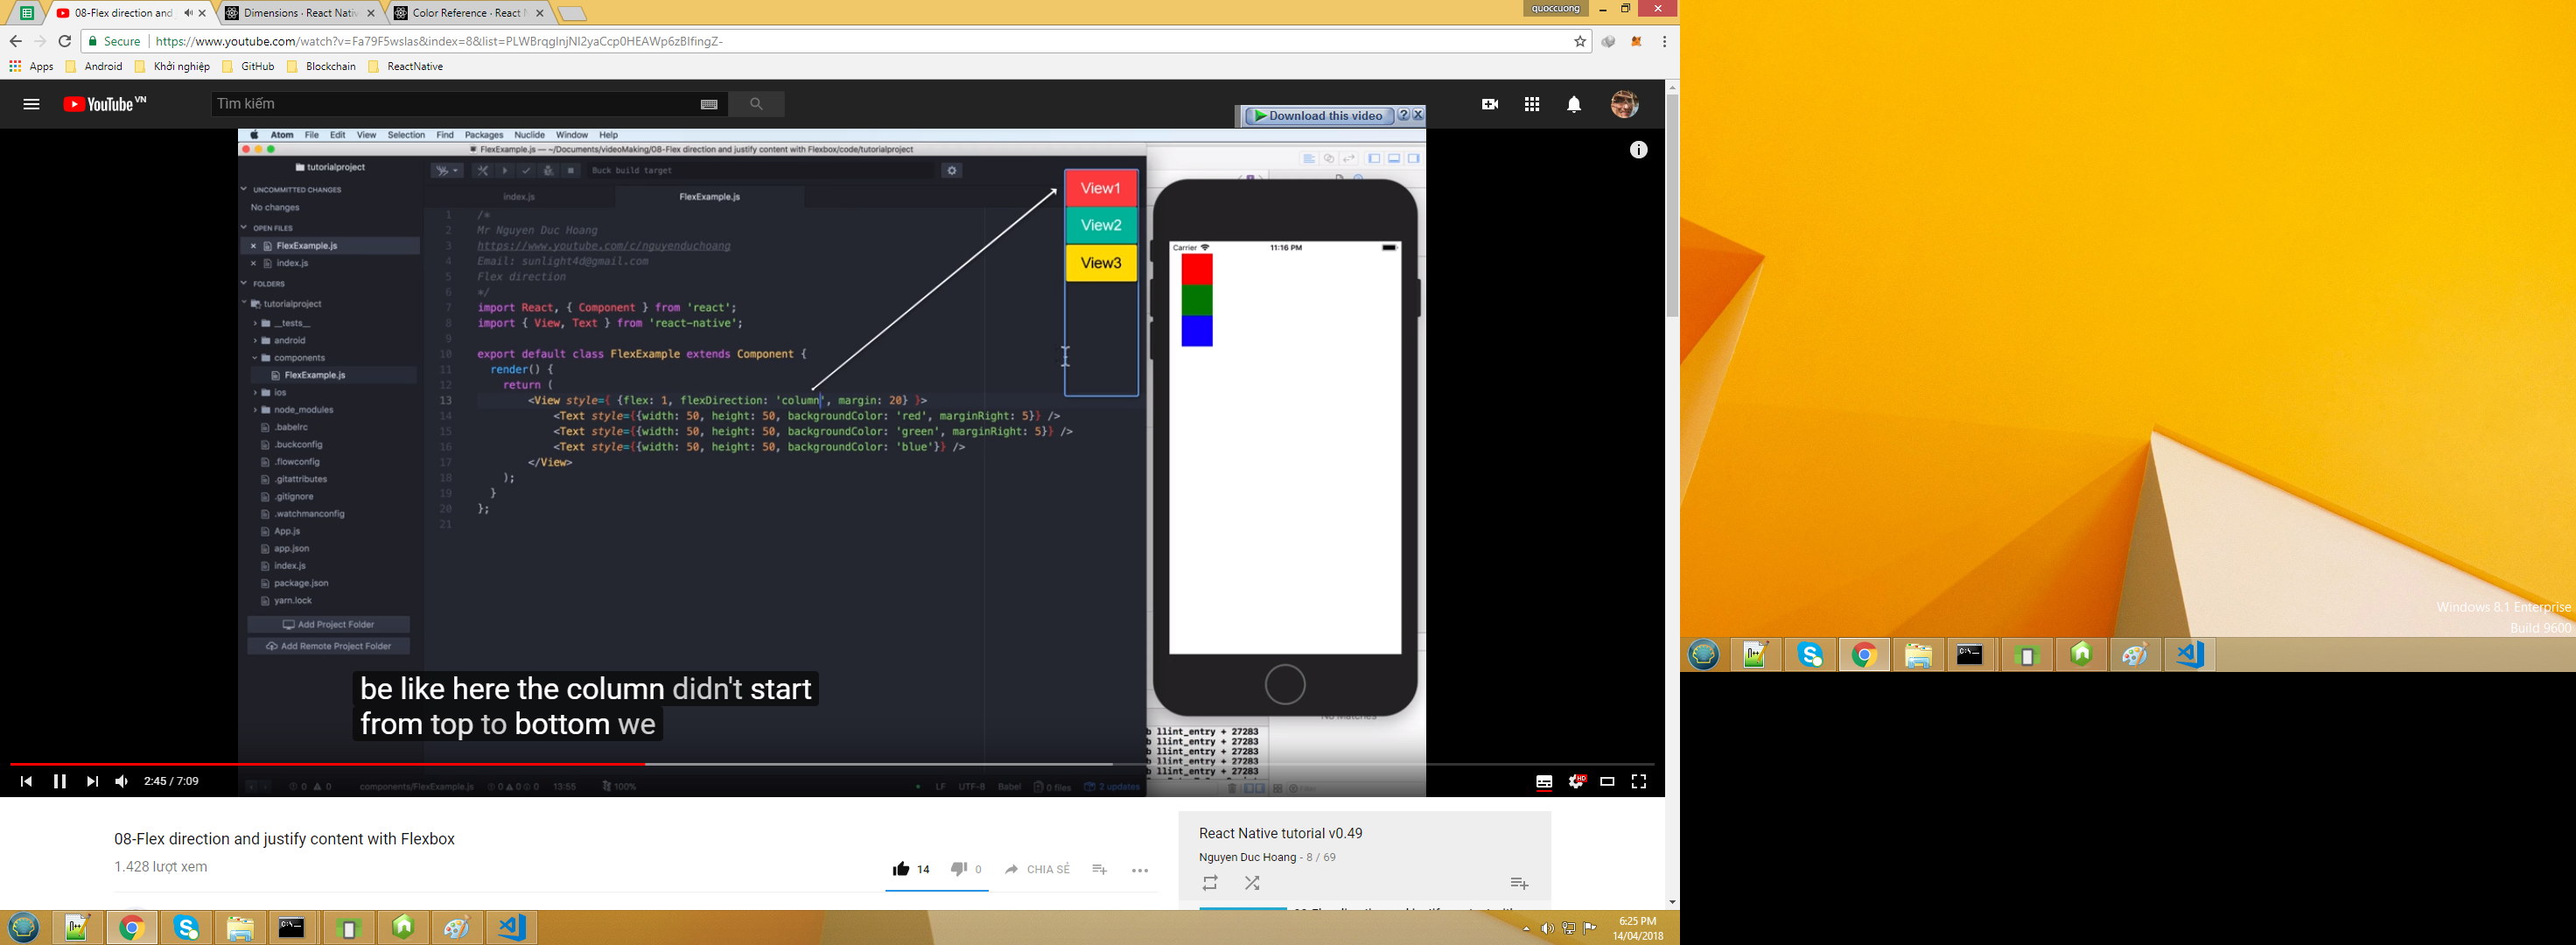 08-Flex direction and
Dimensions · React Nativ
Color Reference · React N
quoccuong
Secure
https://www.youtube.com/watch?v=Fa79F5wsIas&index=8&list=PLWBrqglnjNl2yaCcp0HEAWp6zBIfingZ-
Apps Android Khởi nghiệp GitHub Blockchain ReactNative
YouTube VN
Tìm kiếm
Download this video ?
Atom File Edit View Selection Find Packages Nuclide Window Help
FlexExample.js — ~/Documents/videoMaking/08-Flex direction and justify content with Flexbox/code/tutorialproject
tutorialproject
UNCOMMITTED CHANGES
No changes
OPEN FILES
FlexExample.js
index.js
FOLDERS
tutorialproject
__tests__
android
components
FlexExample.js
ios
node_modules
.babelrc
.buckconfig
.flowconfig
.gitattributes
.gitignore
.watchmanconfig
App.js
app.json
index.js
package.json
yarn.lock
Add Project Folder
Add Remote Project Folder
Buck build target
index.js
FlexExample.js
1 /*
2 Mr Nguyen Duc Hoang
3 https://www.youtube.com/c/nguyenduchoang
4 Email: sunlight4d@gmail.com
5 Flex direction
6 */
7 import React, { Component } from 'react';
8 import { View, Text } from 'react-native';
9
10 export default class FlexExample extends Component {
11 render() {
12 return (
13 <View style={ {flex: 1, flexDirection: 'column', margin: 20} }>
14 <Text style={{width: 50, height: 50, backgroundColor: 'red', marginRight: 5}} />
15 <Text style={{width: 50, height: 50, backgroundColor: 'green', marginRight: 5}} />
16 <Text style={{width: 50, height: 50, backgroundColor: 'blue'}} />
17 </View>
18 );
19 }
20 };
21
View1
View2
View3
Carrier 11:16 PM
No Matches
b llint_entry + 27283
b llint_entry + 27283
b llint_entry + 27283
b llint_entry + 27283
b llint_entry + 27283
be like here the column didn't start
from top to bottom we
2:45 / 7:09
HD
0 0 components/FlexExample.js 0 0 0 13:55 100%
LF UTF-8 Babel 0 files 2 updates
08-Flex direction and justify content with Flexbox
1.428 lượt xem
14 0 CHIA SẺ
React Native tutorial v0.49
Nguyen Duc Hoang - 8 / 69
6:25 PM
14/04/2018
Windows 8.1 Enterprise
Build 9600